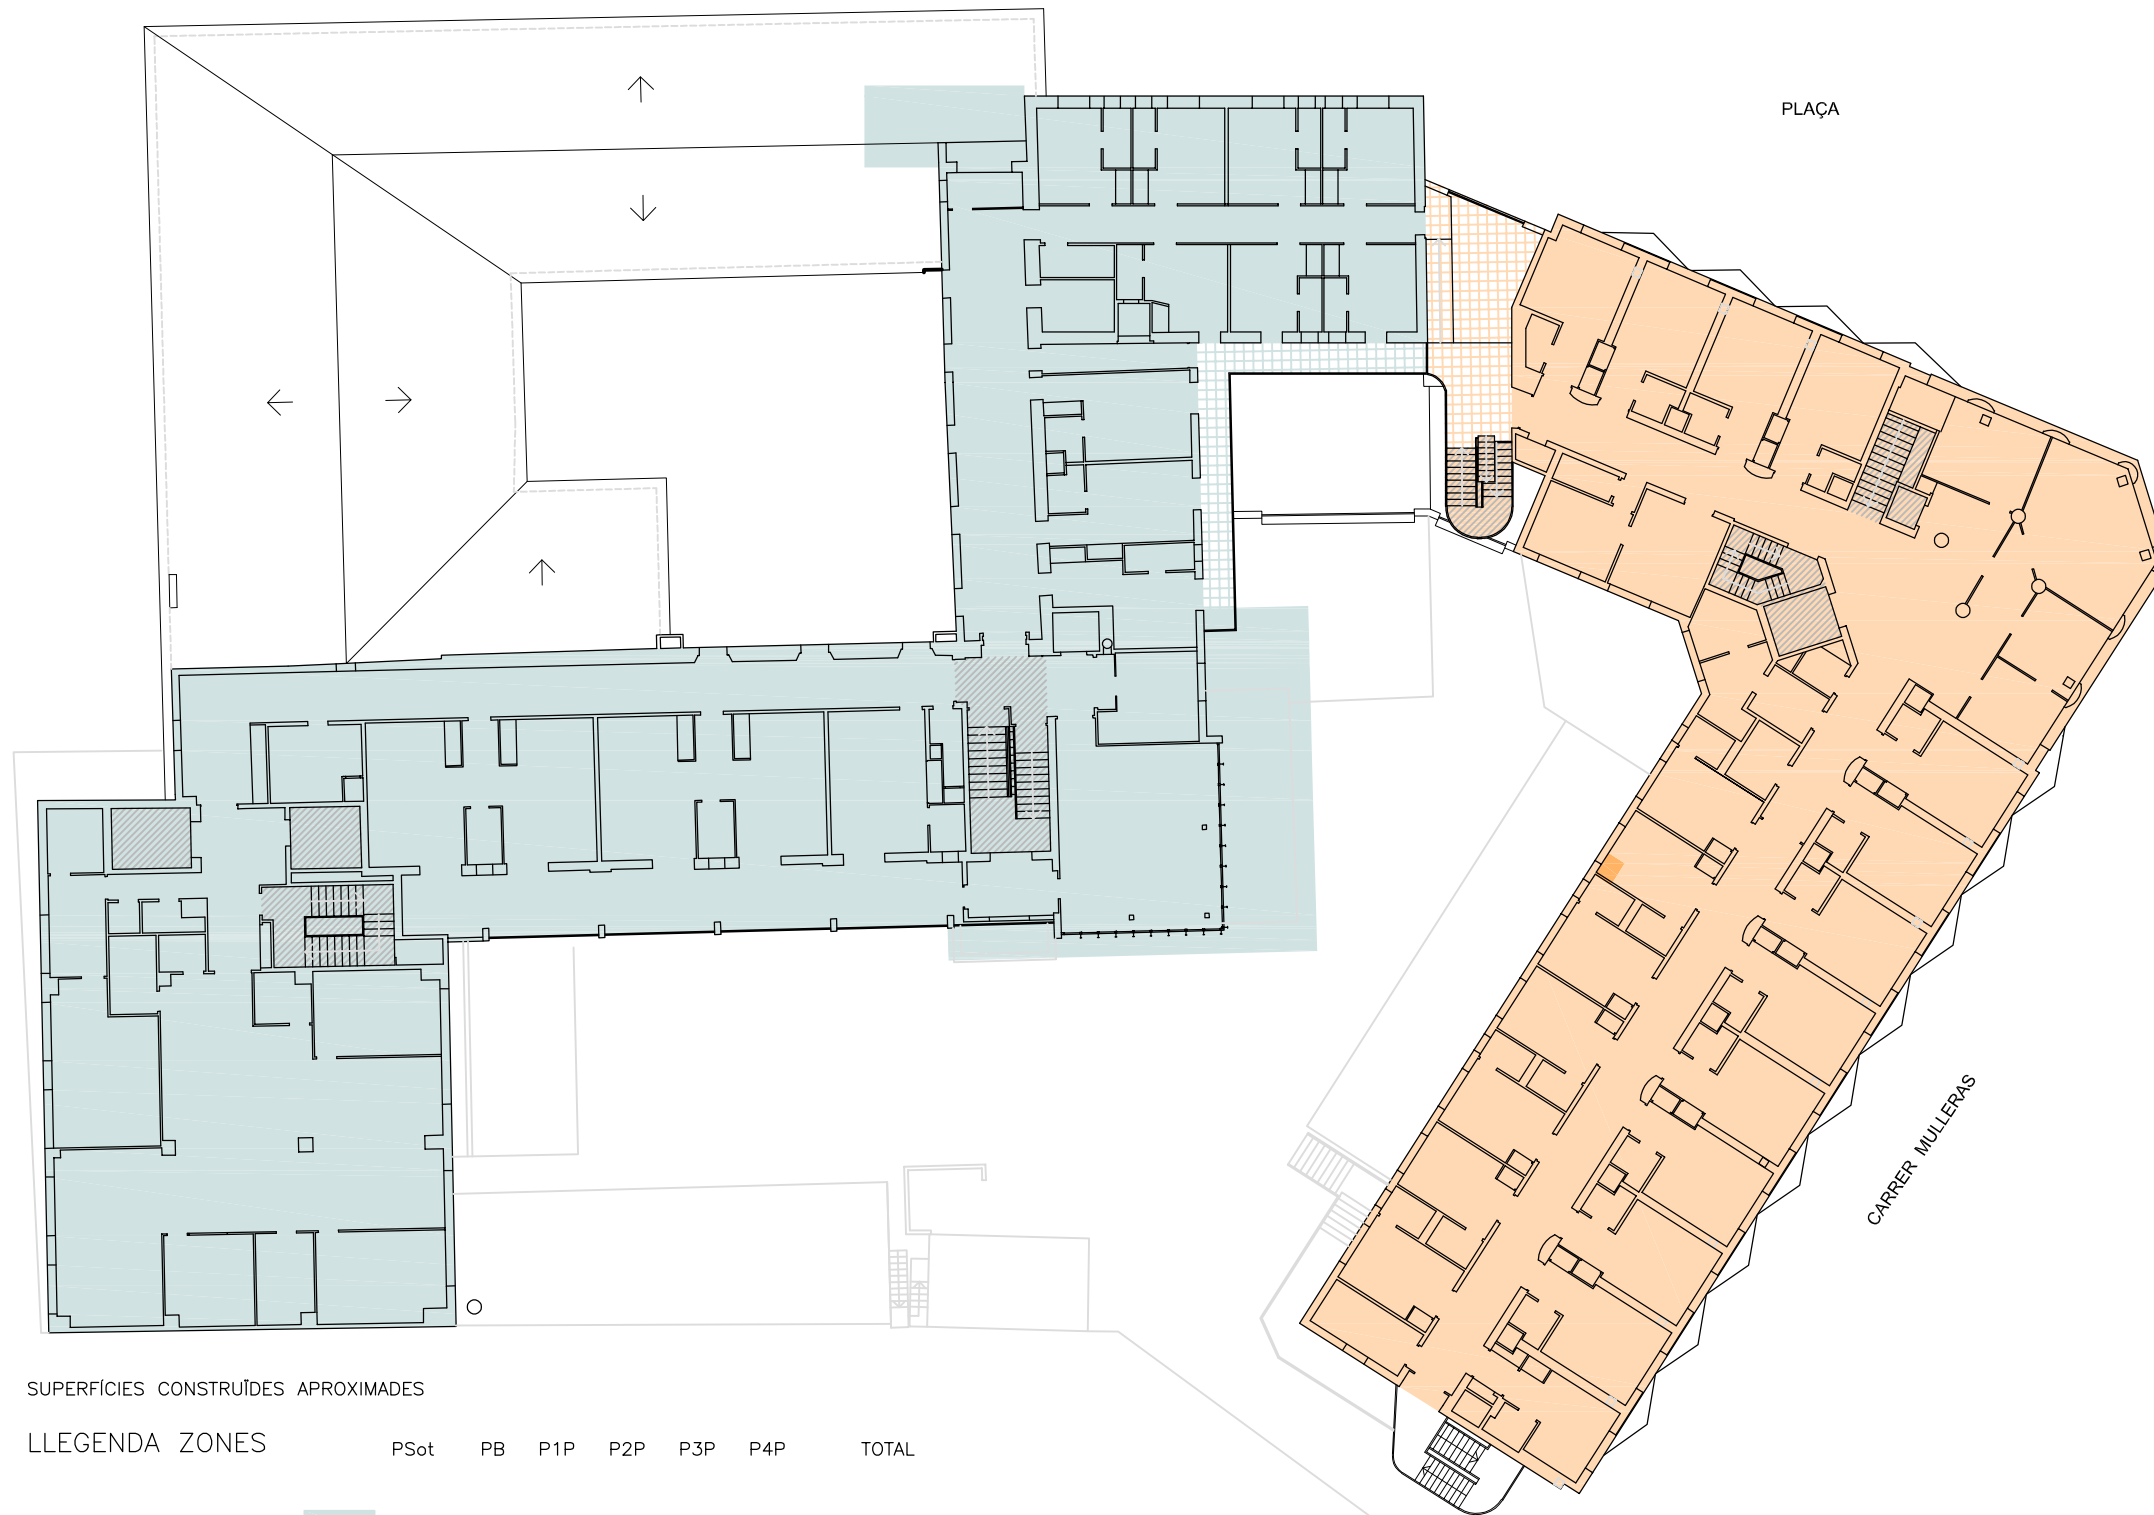 PLAÇA
CARRER MULLERAS
SUPERFÍCIES CONSTRUÏDES APROXIMADES
LLEGENDA ZONES PSot PB P1P P2P P3P P4P TOTAL